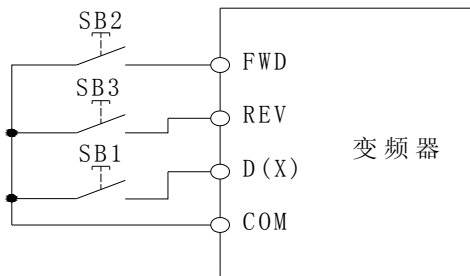 SB2
FWD
SB3
REV
变频器
SB1
D(X)
COM